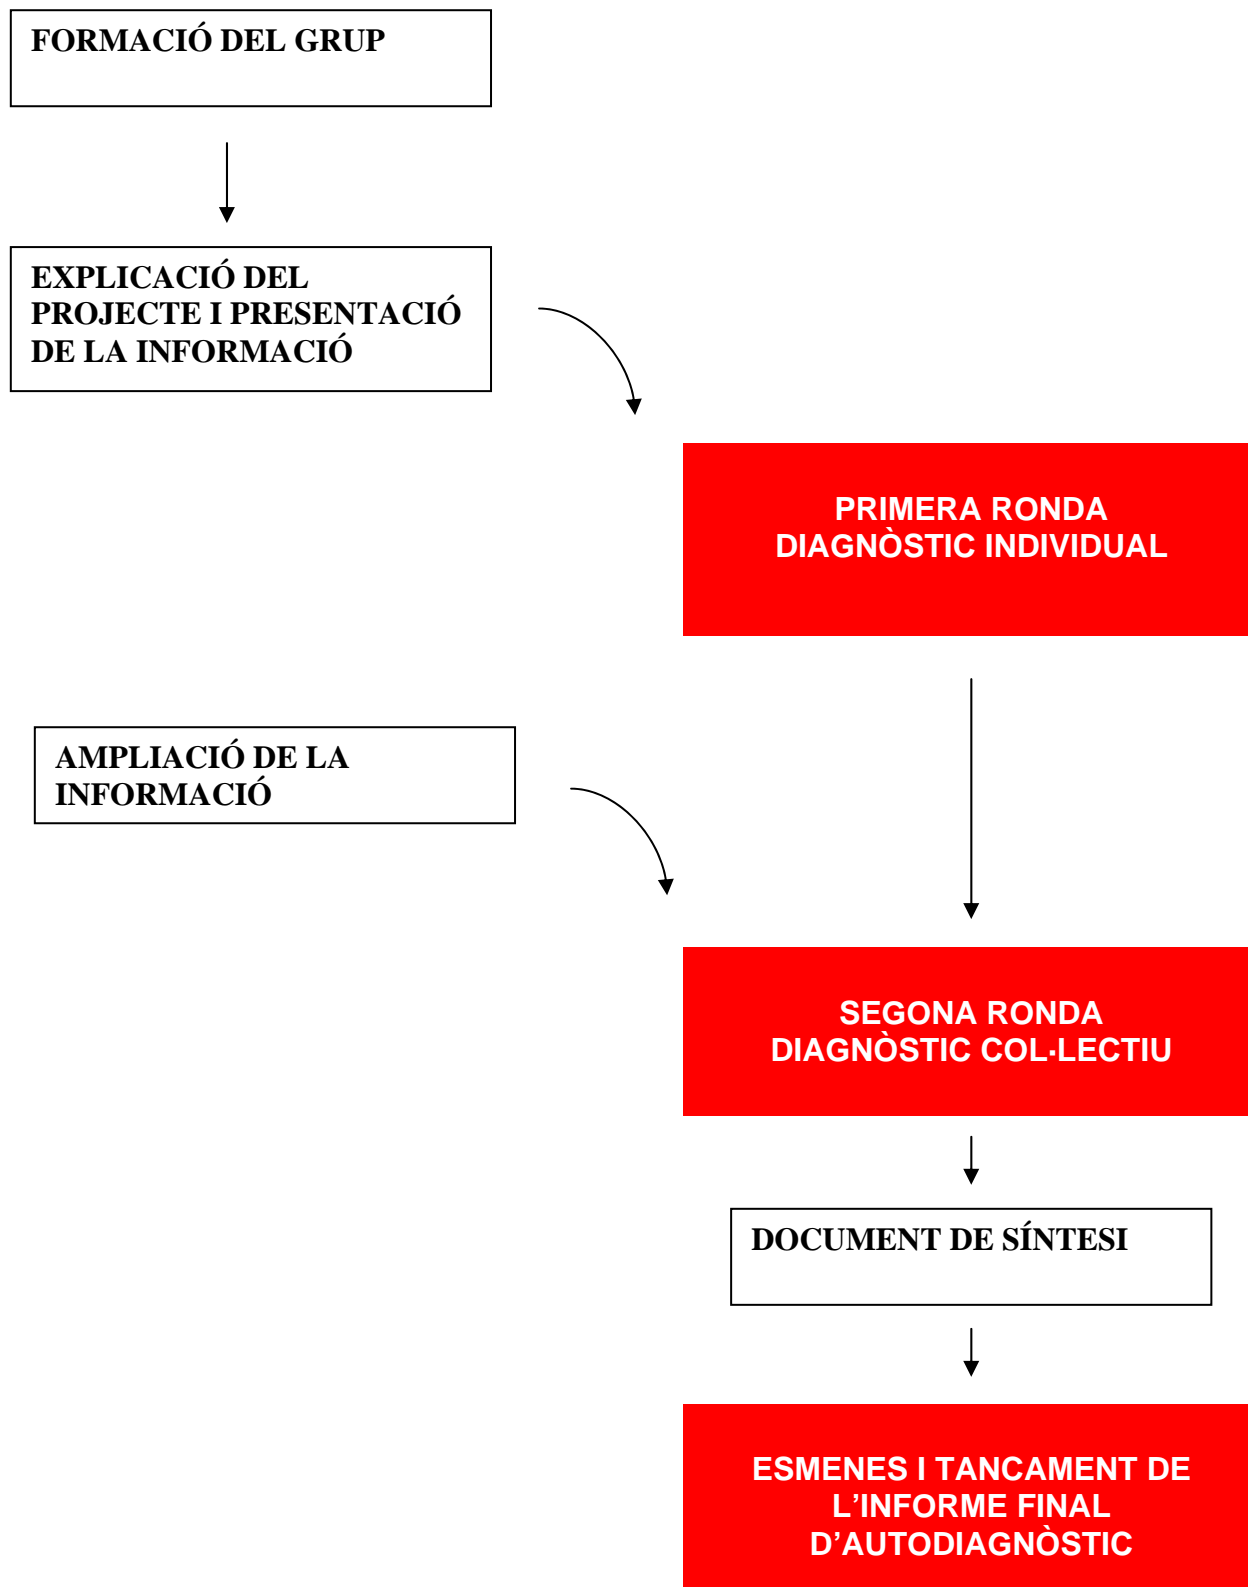 FORMACIÓ DEL GRUP
EXPLICACIÓ DEL
PROJECTE I PRESENTACIÓ
DE LA INFORMACIÓ
PRIMERA RONDA
DIAGNÒSTIC INDIVIDUAL
AMPLIACIÓ DE LA
INFORMACIÓ
SEGONA RONDA
DIAGNÒSTIC COL·LECTIU
DOCUMENT DE SÍNTESI
ESMENES I TANCAMENT DE
L’INFORME FINAL
D’AUTODIAGNÒSTIC